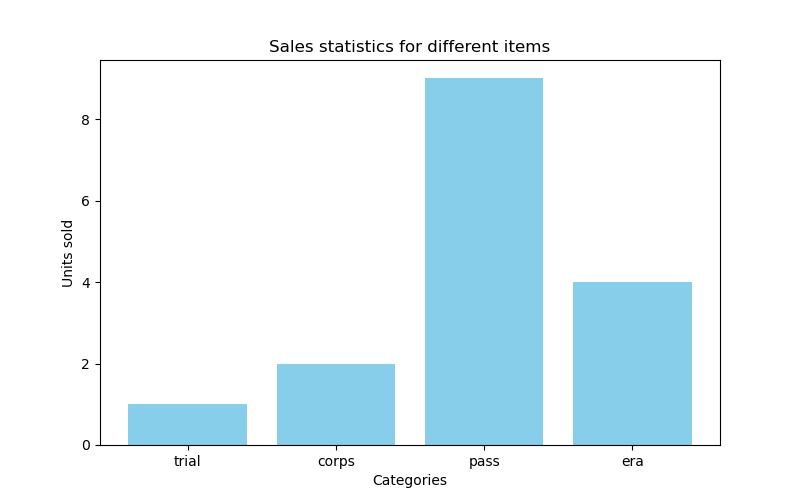 Sales statistics for different items
8
6
4
2
0
Units sold
trial corps pass era
Categories